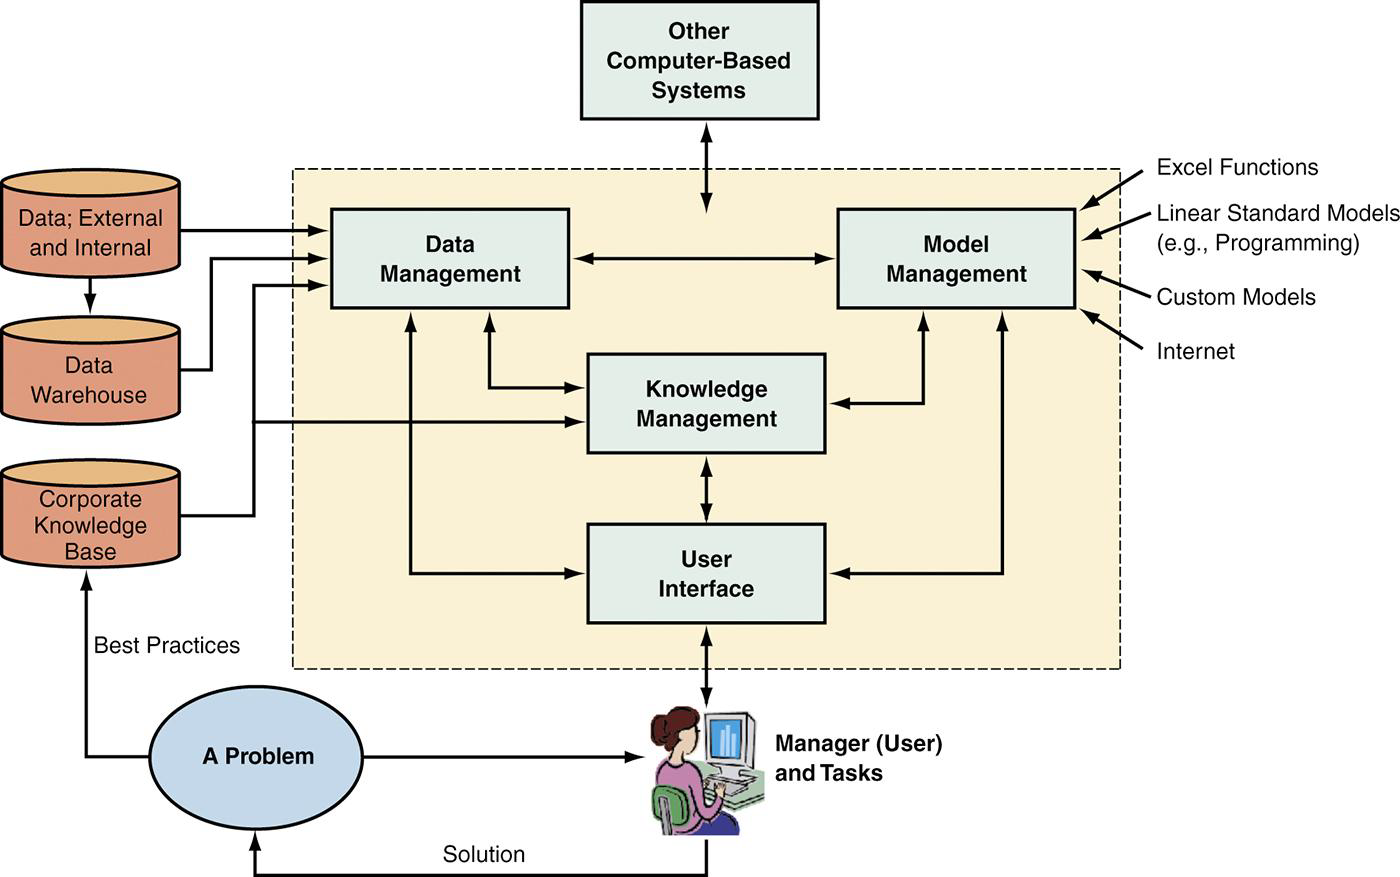 Other
Computer-Based
Systems
Excel Functions
Linear Standard Models
(e.g., Programming)
Custom Models
Internet
Data; External
and Internal
Data
Management
Model
Management
Data
Warehouse
Knowledge
Management
Corporate
Knowledge
Base
User
Interface
Best Practices
A Problem
Manager (User)
and Tasks
Solution